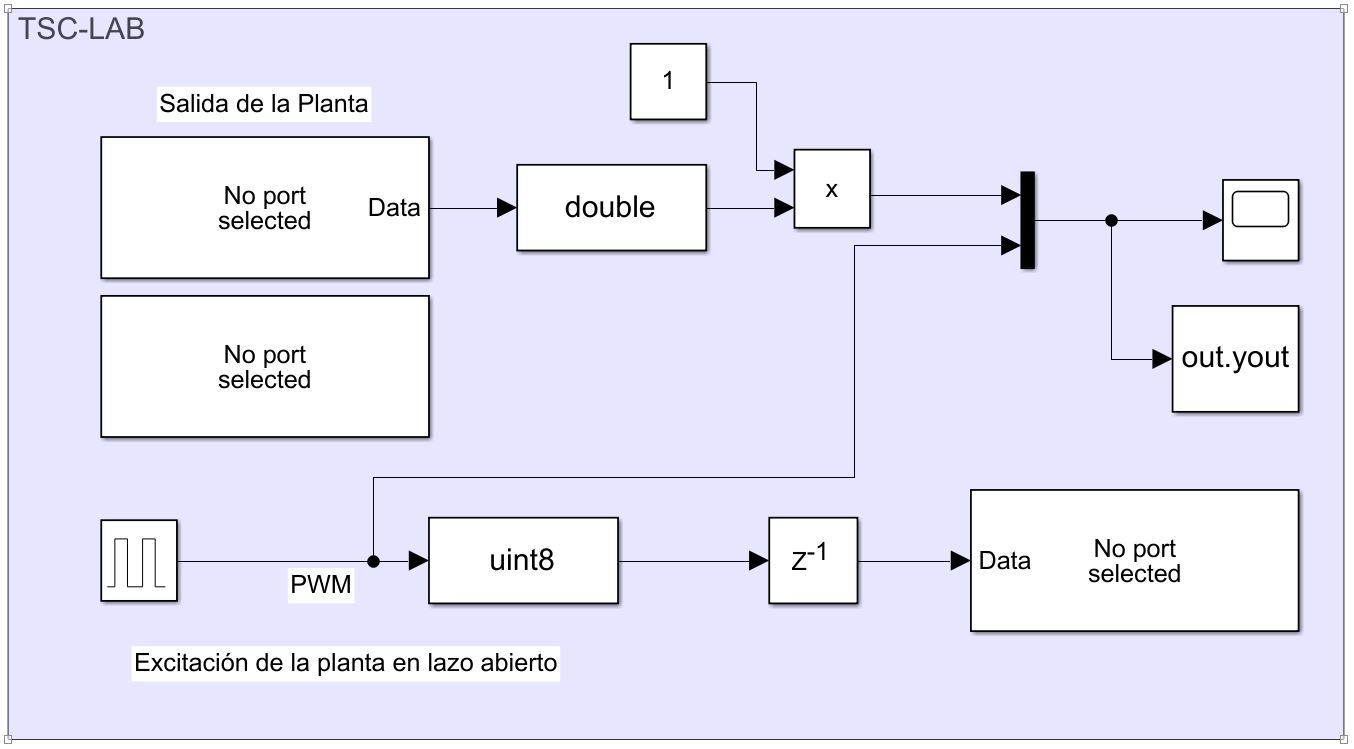 TSC-LAB
1
Salida de la Planta
No port
selected
Data
double
x
out.yout
No port
selected
PWM
uint8
Z-1
Data
No port
selected
Excitación de la planta en lazo abierto